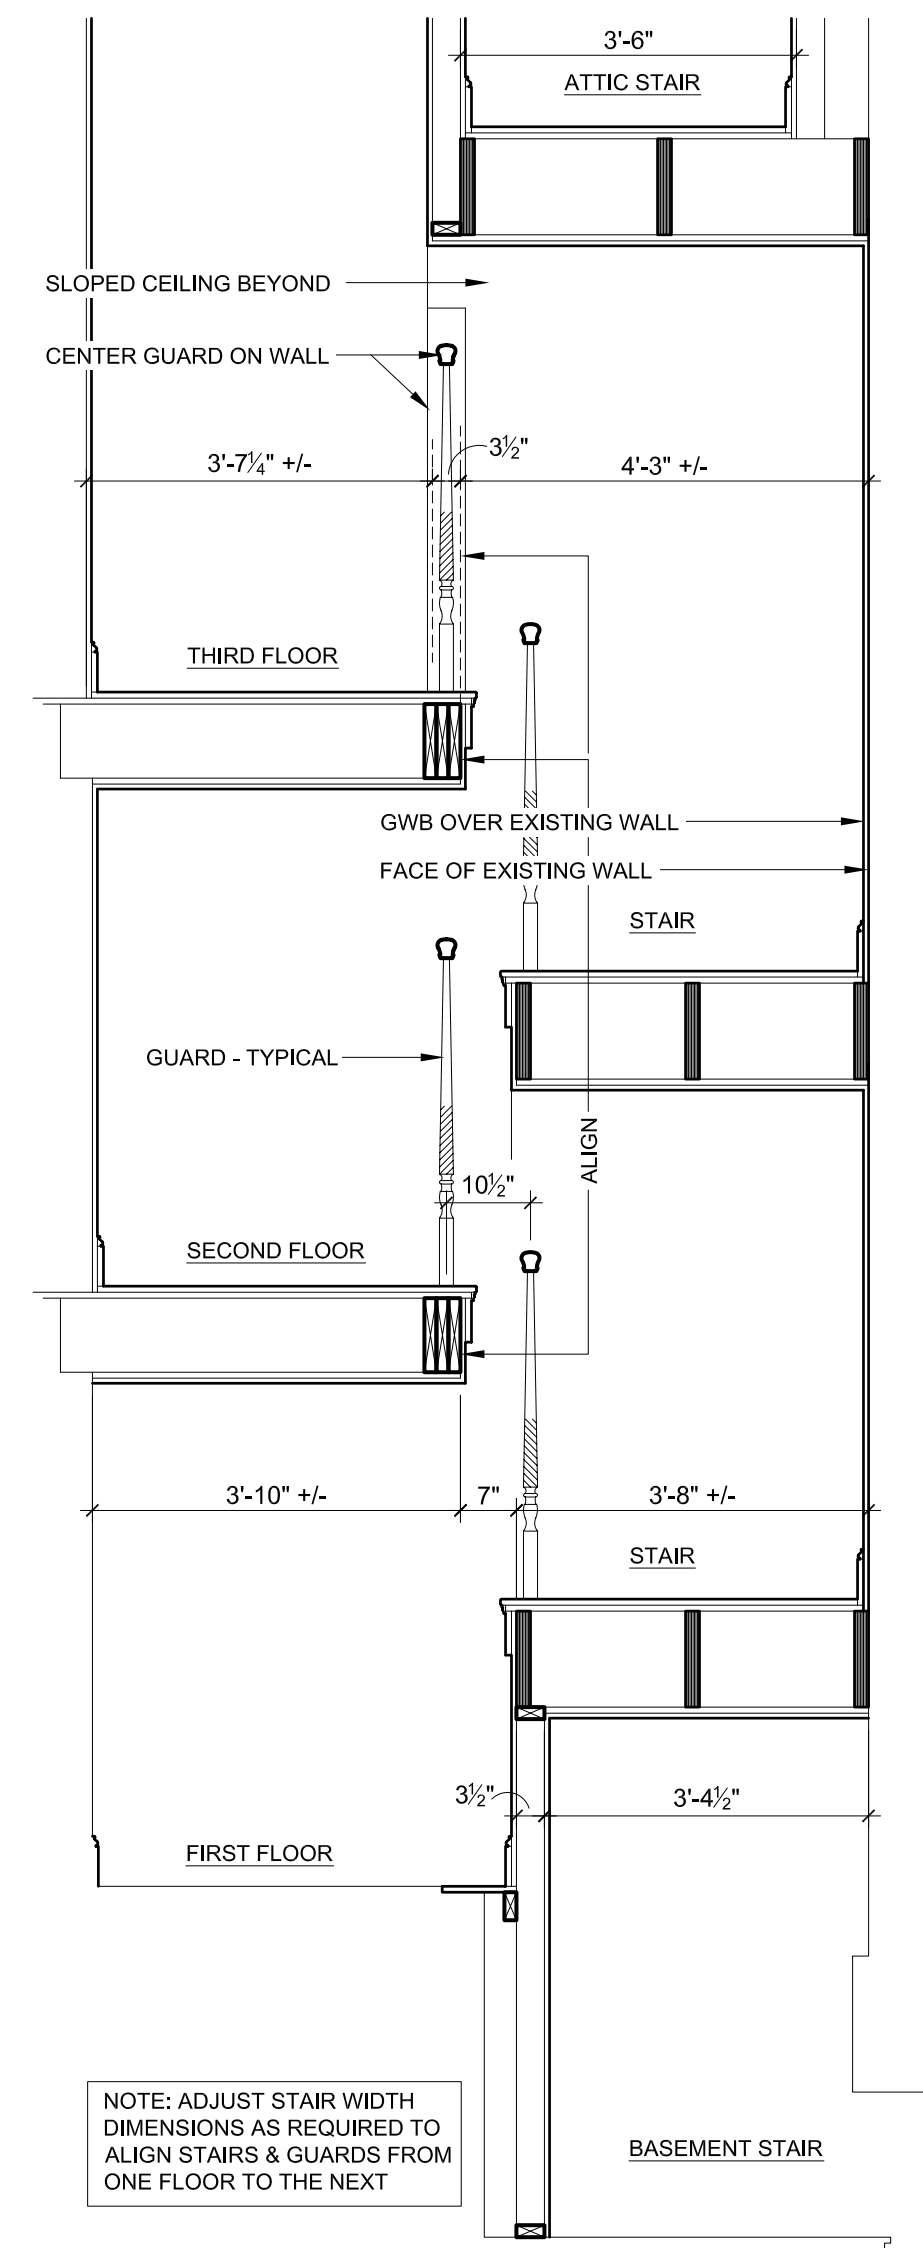 3'-6"
ATTIC STAIR
SLOPED CEILING BEYOND
CENTER GUARD ON WALL
3½"
3'-7¼" +/-
4'-3" +/-
THIRD FLOOR
GWB OVER EXISTING WALL
FACE OF EXISTING WALL
STAIR
GUARD - TYPICAL
ALIGN
10½"
SECOND FLOOR
3'-10" +/-
7"
3'-8" +/-
STAIR
3½"
3'-4½"
FIRST FLOOR
NOTE: ADJUST STAIR WIDTH
DIMENSIONS AS REQUIRED TO
ALIGN STAIRS & GUARDS FROM
ONE FLOOR TO THE NEXT
BASEMENT STAIR